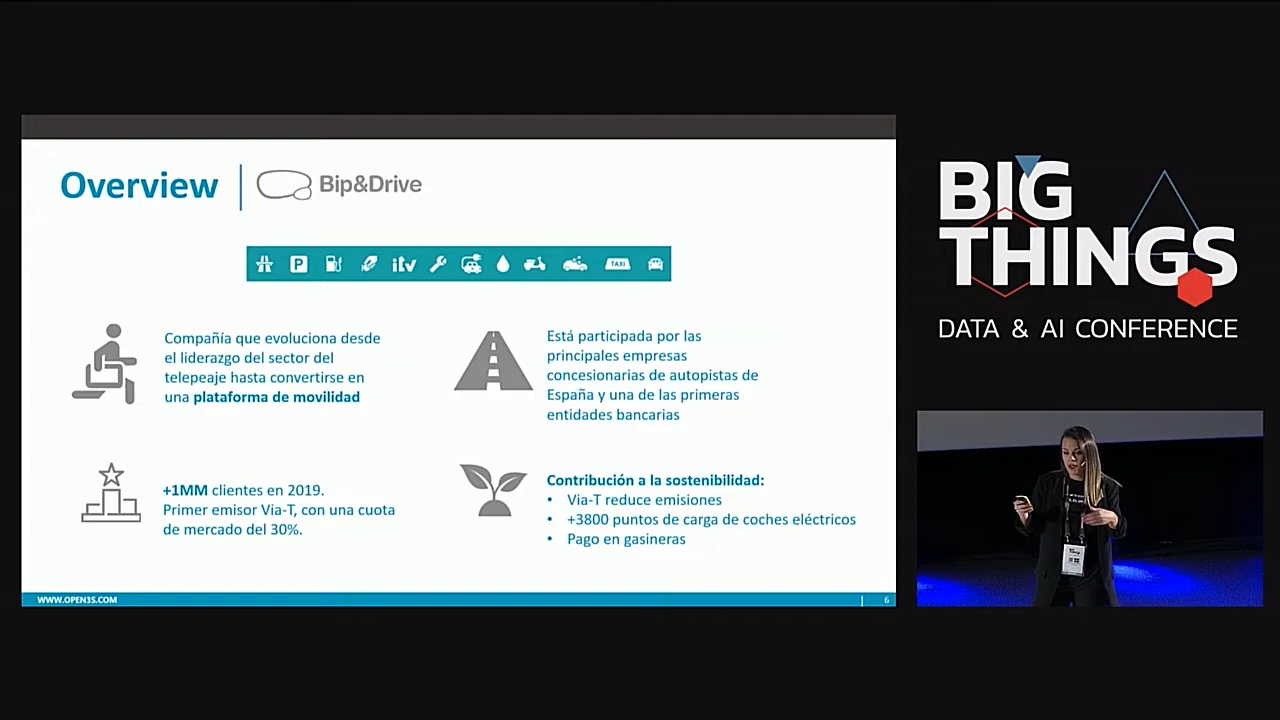 Overview
Bip&Drive
P
itv
TAXI
Compañía que evoluciona desde
el liderazgo del sector del
telepeaje hasta convertirse en
una plataforma de movilidad
Está participada por las
principales empresas
concesionarias de autopistas de
España y una de las primeras
entidades bancarias
+1MM clientes en 2019.
Primer emisor Via-T, con una cuota
de mercado del 30%.
Contribución a la sostenibilidad:
• Via-T reduce emisiones
• +3800 puntos de carga de coches eléctricos
• Pago en gasineras
WWW.OPEN3S.COM
6
BIG
THINGS
DATA & AI CONFERENCE